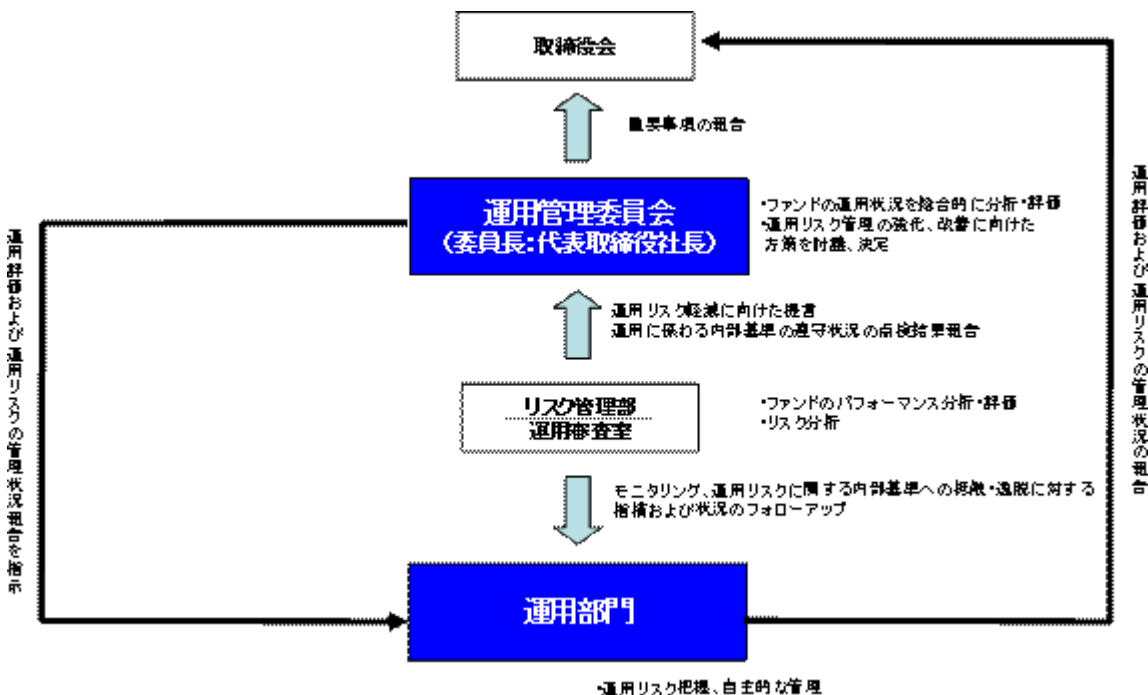 取締役会
重要事項の報告
運用管理委員会
(委員長:代表取締役社長)
・ファンドの運用状況を総合的に分析・評価
・運用リスク管理の強化、改善に向けた
方策を討議、決定
運用リスク軽減に向けた提言
運用に係わる内部基準の遵守状況の点検結果報告
リスク管理部
運用審査室
・ファンドのパフォーマンス分析・評価
・リスク分析
モニタリング、運用リスクに関する内部基準への抵触・逸脱に対する
指摘および状況のフォローアップ
運用部門
・運用リスク把握、自主的な管理
運用評価および運用リスクの管理状況報告を指示
運用評価および運用リスクの管理状況の報告